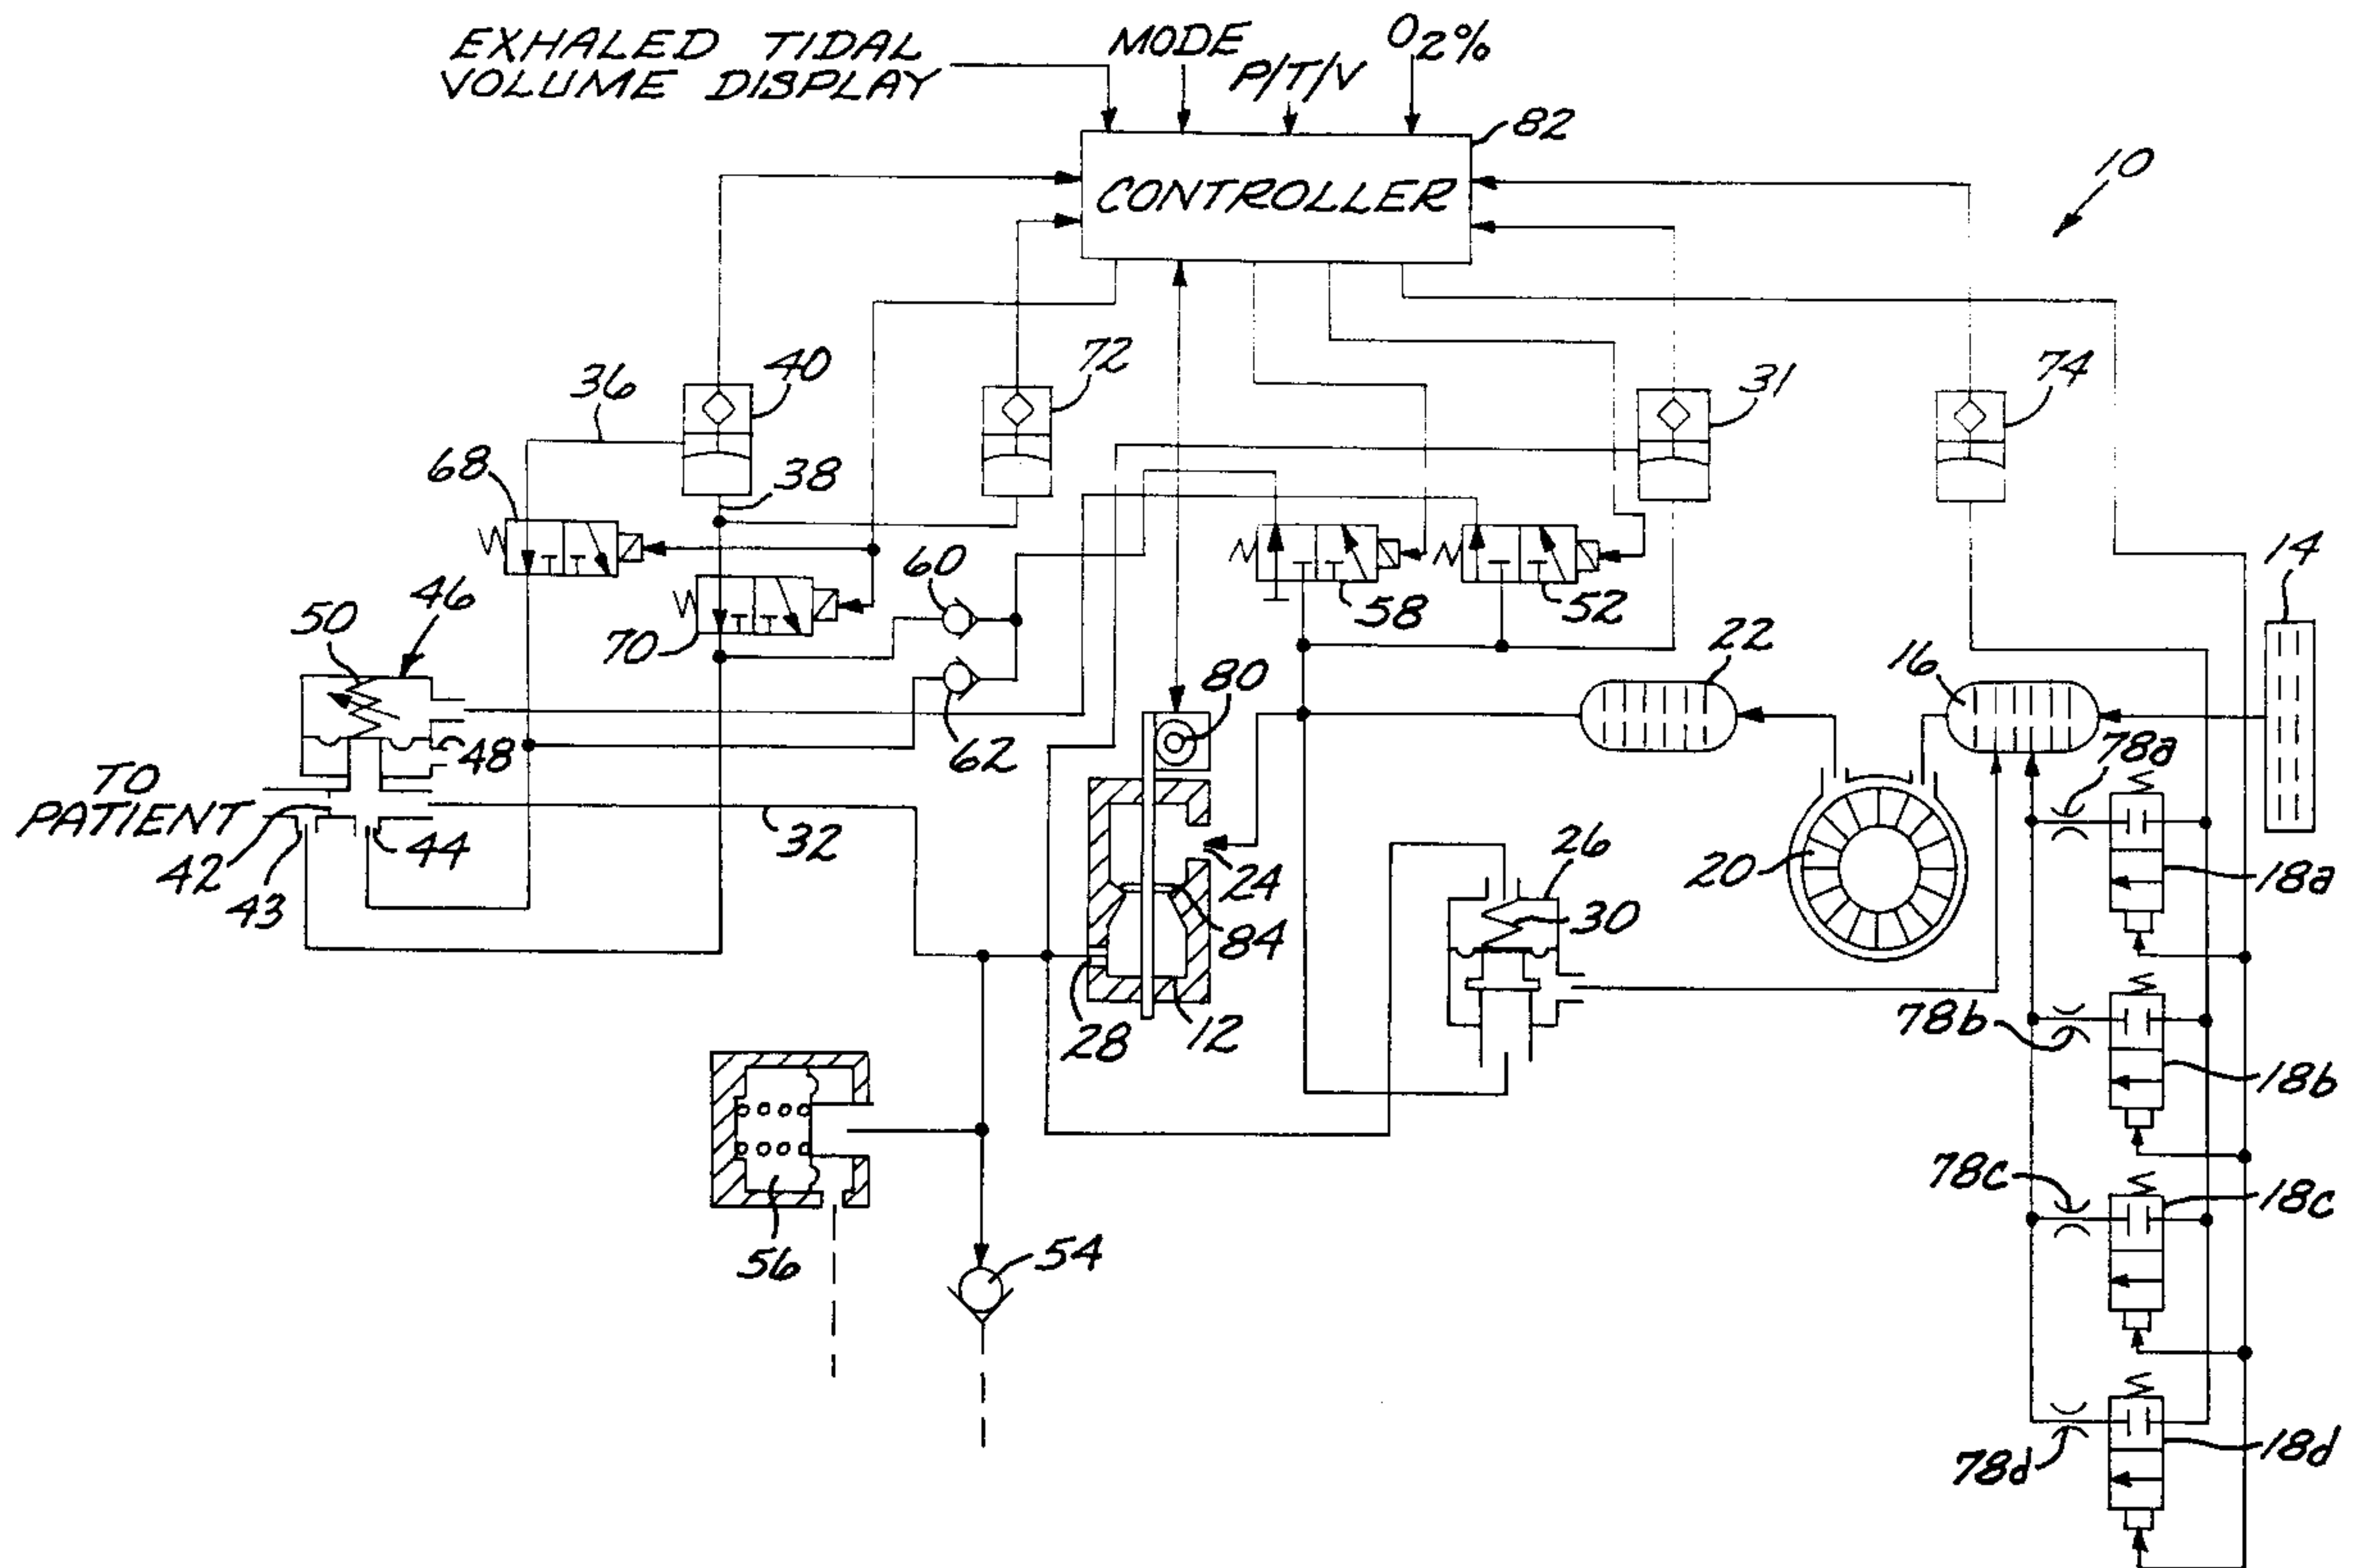 EXHALED TIDAL
VOLUME DISPLAY
MODE
P/T/V
O2%
82
CONTROLLER
10
36
40
72
31
74
68
38
14
60
58
52
50
46
70
22
16
80
48
62
78a
TO
PATIENT
44
32
24
26
20
18a
42
43
84
30
28
12
78b
18b
78c
18c
56
54
78d
18d